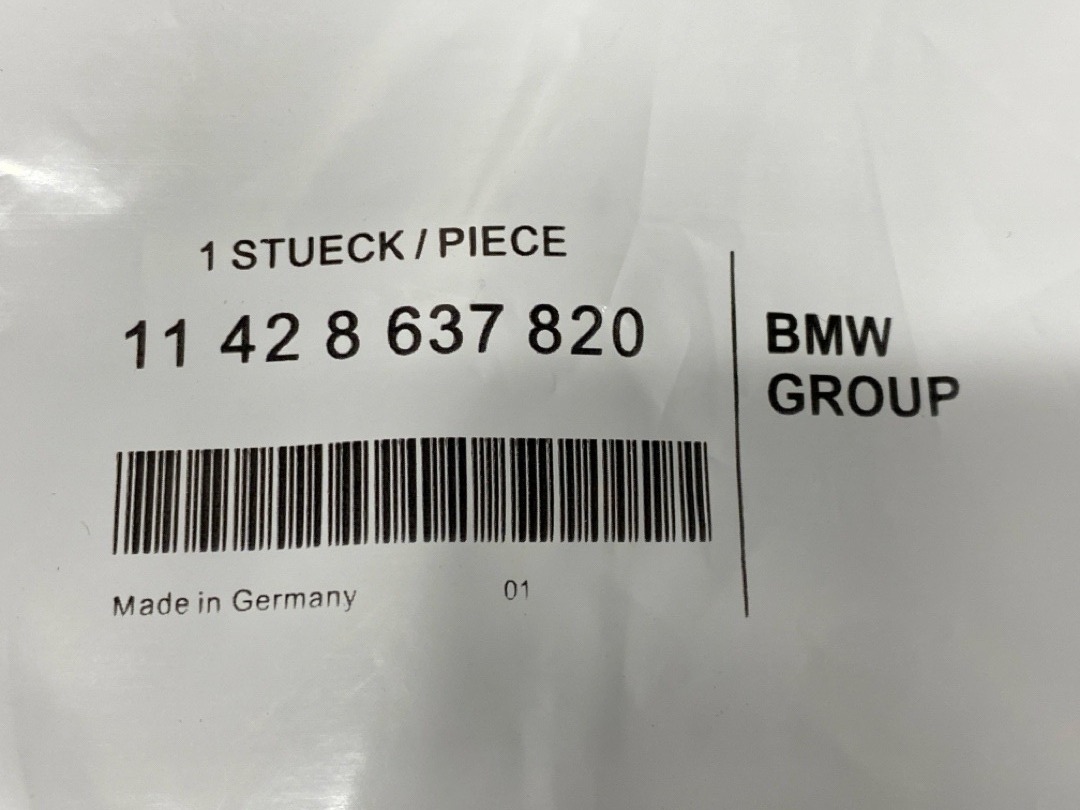 1 STUECK / PIECE
11 42 8 637 820
BMW
GROUP
Made in Germany 01